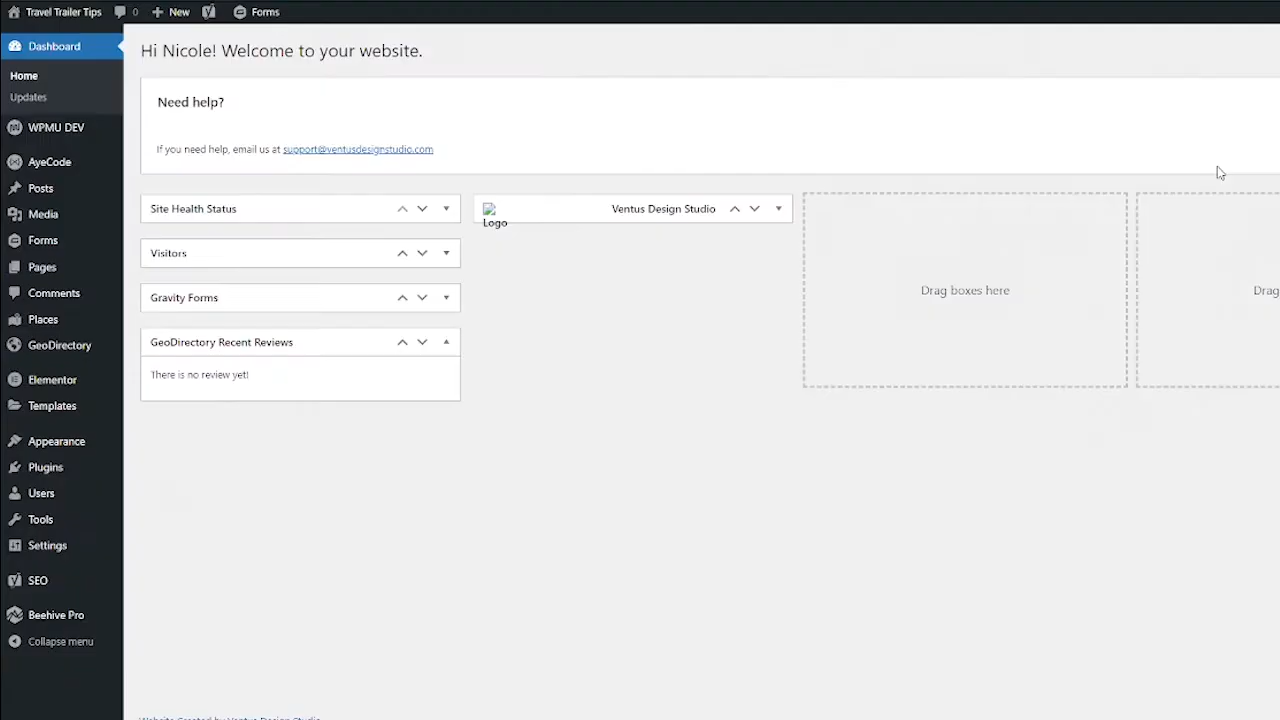 Travel Trailer Tips 0 New Forms
Dashboard
Home
Updates
WPMU DEV
AyeCode
Posts
Media
Forms
Pages
Comments
Places
GeoDirectory
Elementor
Templates
Appearance
Plugins
Users
Tools
Settings
SEO
Beehive Pro
Collapse menu
Hi Nicole! Welcome to your website.
Need help?
If you need help, email us at support@ventusdesignstudio.com
Site Health Status
Visitors
Gravity Forms
GeoDirectory Recent Reviews
There is no review yet!
Logo
Ventus Design Studio
Drag boxes here
Drag
Website Created by Ventus Design Studio